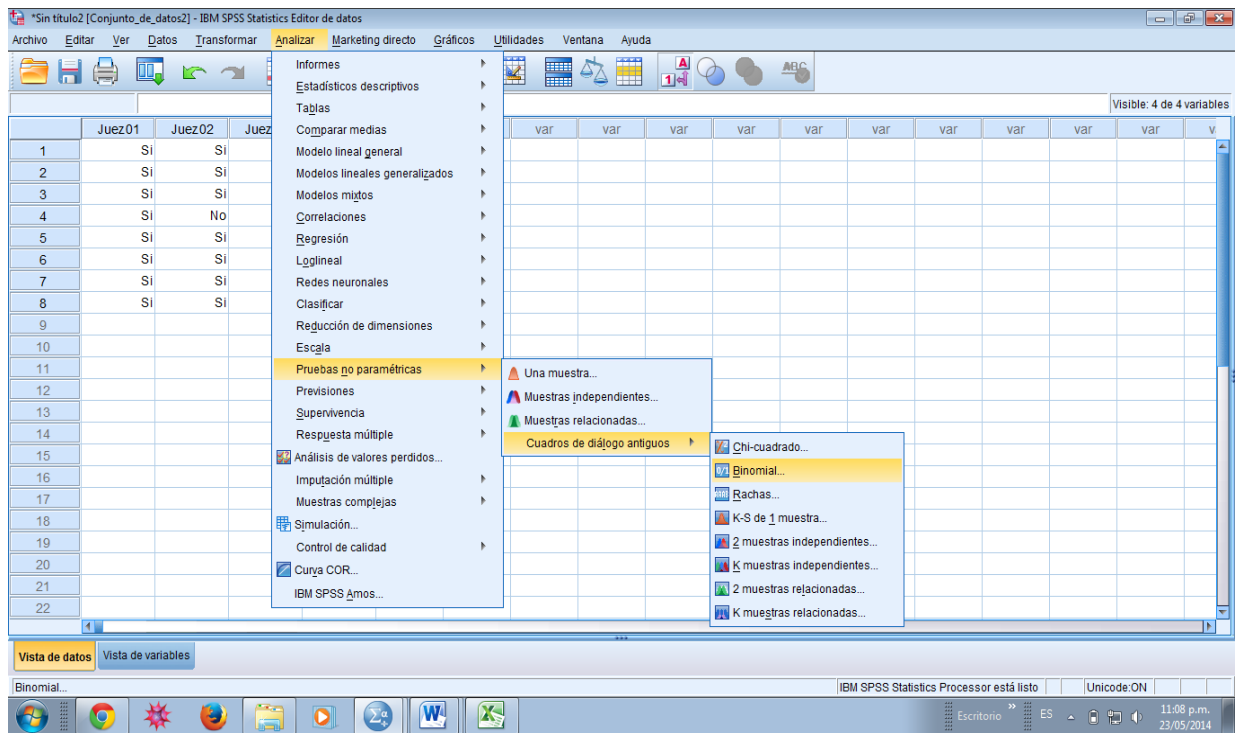 *Sin título2 [Conjunto_de_datos2] - IBM SPSS Statistics Editor de datos
Archivo Editar Ver Datos Transformar Analizar Marketing directo Gráficos Utilidades Ventana Ayuda
Visible: 4 de 4 variables
Juez01 Juez02 Juez var var var var var var var var var var v
1 Si Si
2 Si Si
3 Si Si
4 Si No
5 Si Si
6 Si Si
7 Si Si
8 Si Si
9
10
11
12
13
14
15
16
17
18
19
20
21
22
Informes
Estadísticos descriptivos
Tablas
Comparar medias
Modelo lineal general
Modelos lineales generalizados
Modelos mixtos
Correlaciones
Regresión
Loglineal
Redes neuronales
Clasificar
Reducción de dimensiones
Escala
Pruebas no paramétricas
Previsiones
Supervivencia
Respuesta múltiple
Análisis de valores perdidos...
Imputación múltiple
Muestras complejas
Simulación...
Control de calidad
Curva COR...
IBM SPSS Amos...
Una muestra...
Muestras independientes...
Muestras relacionadas...
Cuadros de diálogo antiguos
Chi-cuadrado...
Binomial...
Rachas...
K-S de 1 muestra...
2 muestras independientes...
K muestras independientes...
2 muestras relacionadas...
K muestras relacionadas...
Vista de datos Vista de variables
Binomial... IBM SPSS Statistics Processor está listo Unicode:ON
Escritorio » ES 11:08 p.m.
23/05/2014